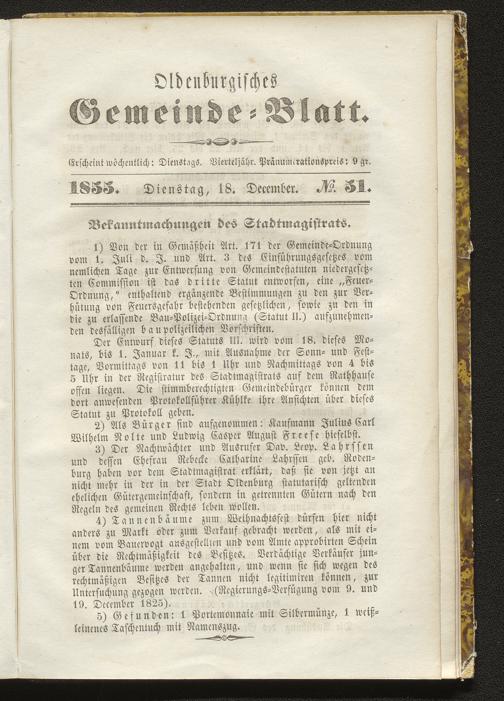 Oldenburgisches
Gemeinde-Blatt.
Erscheint wöchentlich: Dienstags. Vierteljähr. Pränumerationspreis: 9 gr.
1855. Dienstag, 18. December. No. 51.
Bekanntmachungen des Stadtmagistrats.
1) Von der in Gemäßheit Art. 171 der Gemeinde-Ordnung
vom 1. Juli d. J. und Art. 3 des Einführungsgesetzes vom
nemlichen Tage zur Entwerfung von Gemeindestatuten niedergesetz-
ten Commission ist das dritte Statut entworfen, eine „Feuer-
Ordnung," enthaltend ergänzende Bestimmungen zu den zur Ver-
hütung von Feuersgefahr bestehenden gesetzlichen, sowie zu den in
die zu erlassende Bau-Polizei-Ordnung (Statut II.) aufzunehmen-
den desfälligen baupolizeilichen Vorschriften.
Der Entwurf dieses Statuts III. wird vom 18. dieses Mo-
nats, bis 1. Januar k. J., mit Ausnahme der Sonn- und Fest-
tage, Vormittags von 11 bis 1 Uhr und Nachmittags von 4 bis
5 Uhr in der Registratur des Stadtmagistrats auf dem Rathhause
offen liegen. Die stimmberechtigten Gemeindebürger können dem
dort anwesenden Protokollführer Kühlke ihre Ansichten über dieses
Statut zu Protokoll geben.
2) Als Bürger sind aufgenommen: Kaufmann Julius Carl
Wilhelm Nolte und Ludwig Casper August Freese hieselbst.
3) Der Nachwächter und Ausrufer Dav. Leop. Lahrssen
und dessen Ehefrau Rebecke Catharine Lahrssen geb. Roden-
burg haben vor dem Stadtmagistrat erklärt, daß sie von jetzt an
nicht mehr in der in der Stadt Oldenburg statutarisch geltenden
ehelichen Gütergemeinschaft, sondern in getrennten Gütern nach den
Regeln des gemeinen Rechts leben wollen.
4) Tannenbäume zum Weihnachtsfest dürfen hier nicht
anders zu Markt oder zum Verkauf gebracht werden, als mit ei-
nem vom Bauervogt ausgestellten und vom Amte approbirten Schein
über die Rechtmäßigkeit des Besitzes. Verdächtige Verkäufer jun-
ger Tannenbäume werden angehalten, und wenn sie sich wegen des
rechtmäßigen Besitzes der Tannen nicht legitimiren können, zur
Untersuchung gezogen werden. (Regierungs-Verfügung vom 9. und
19. December 1825).
5) Gefunden: 1 Portemonnaie mit Silbermünze, 1 weiß-
leinenes Taschentuch mit Namenszug.